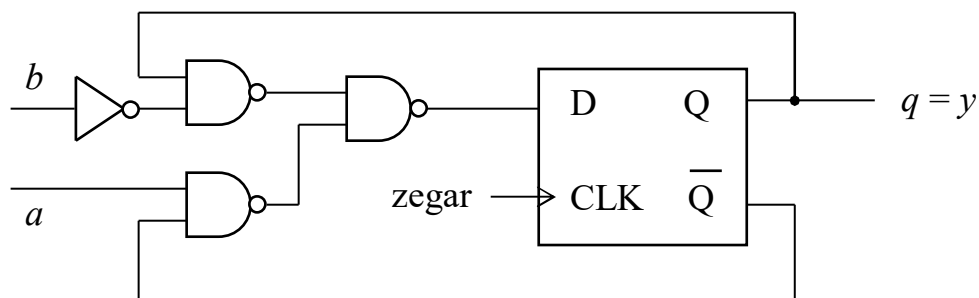 b
D Q
q = y
zegar
CLK Q̅
a